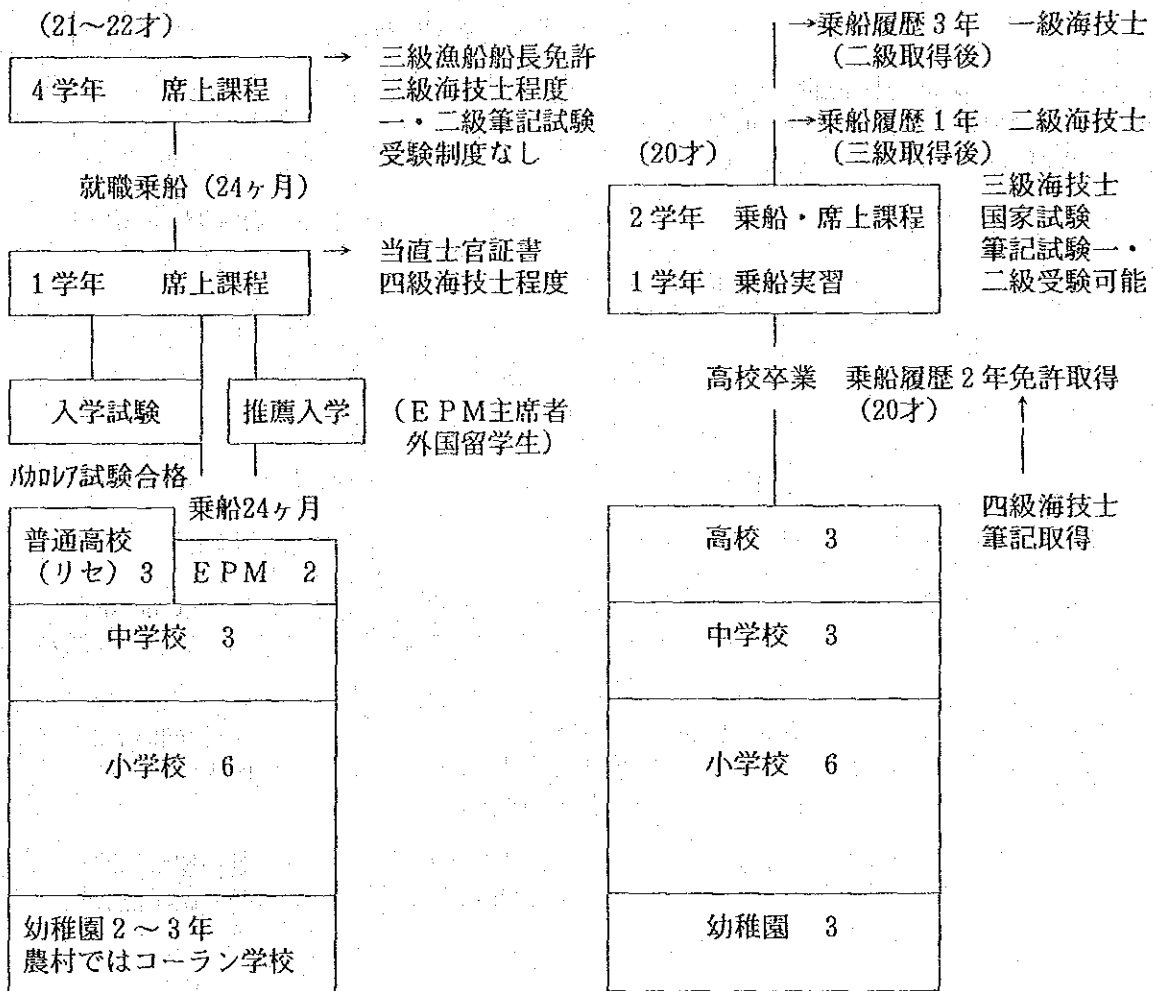 (21～22才)
4学年 席上課程
→ 三級漁船船長免許
三級海技士程度
一・二級筆記試験
受験制度なし
就職乗船 (24ヶ月)
1学年 席上課程
→ 当直士官証書
四級海技士程度
入学試験
推薦入学
(EPM主席者
外国留学生)
バカロレア試験合格
乗船24ヶ月
普通高校
(リセ) 3
EPM 2
中学校 3
小学校 6
幼稚園2～3年
農村ではコーラン学校
→乗船履歴3年 一級海技士
(二級取得後)
→乗船履歴1年 二級海技士
(三級取得後)
(20才)
2学年 乗船・席上課程
1学年 乗船実習
三級海技士
国家試験
筆記試験一・
二級受験可能
高校卒業 乗船履歴2年免許取得
(20才)
四級海技士
筆記取得
高校 3
中学校 3
小学校 6
幼稚園 3